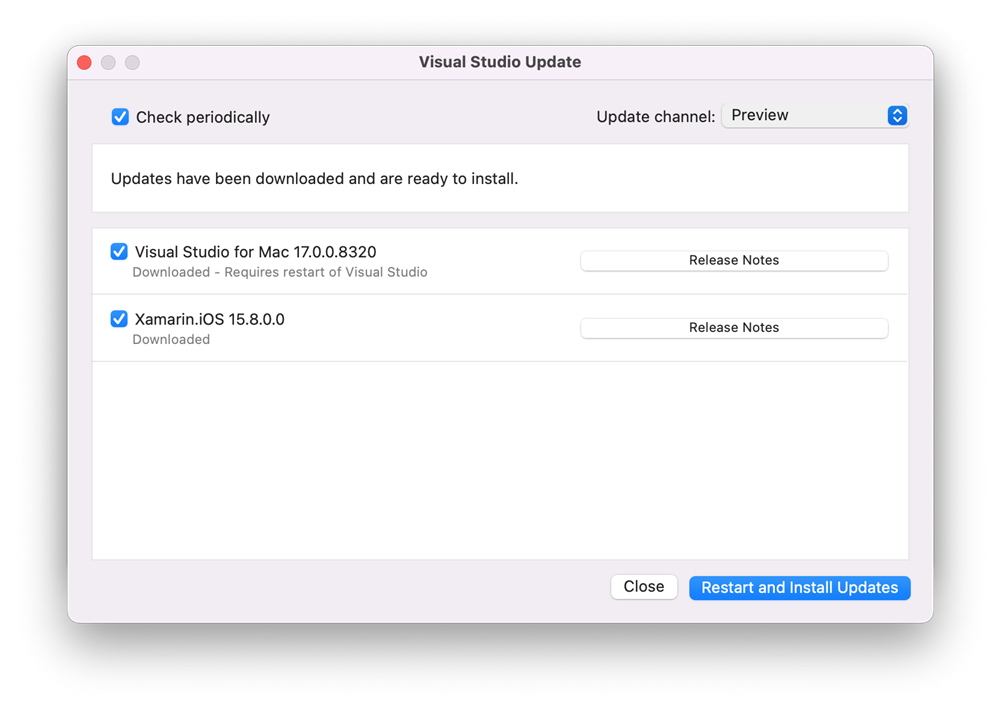 Visual Studio Update
Check periodically
Update channel: Preview
Updates have been downloaded and are ready to install.
Visual Studio for Mac 17.0.0.8320
Downloaded - Requires restart of Visual Studio
Release Notes
Xamarin.iOS 15.8.0.0
Downloaded
Release Notes
Close
Restart and Install Updates